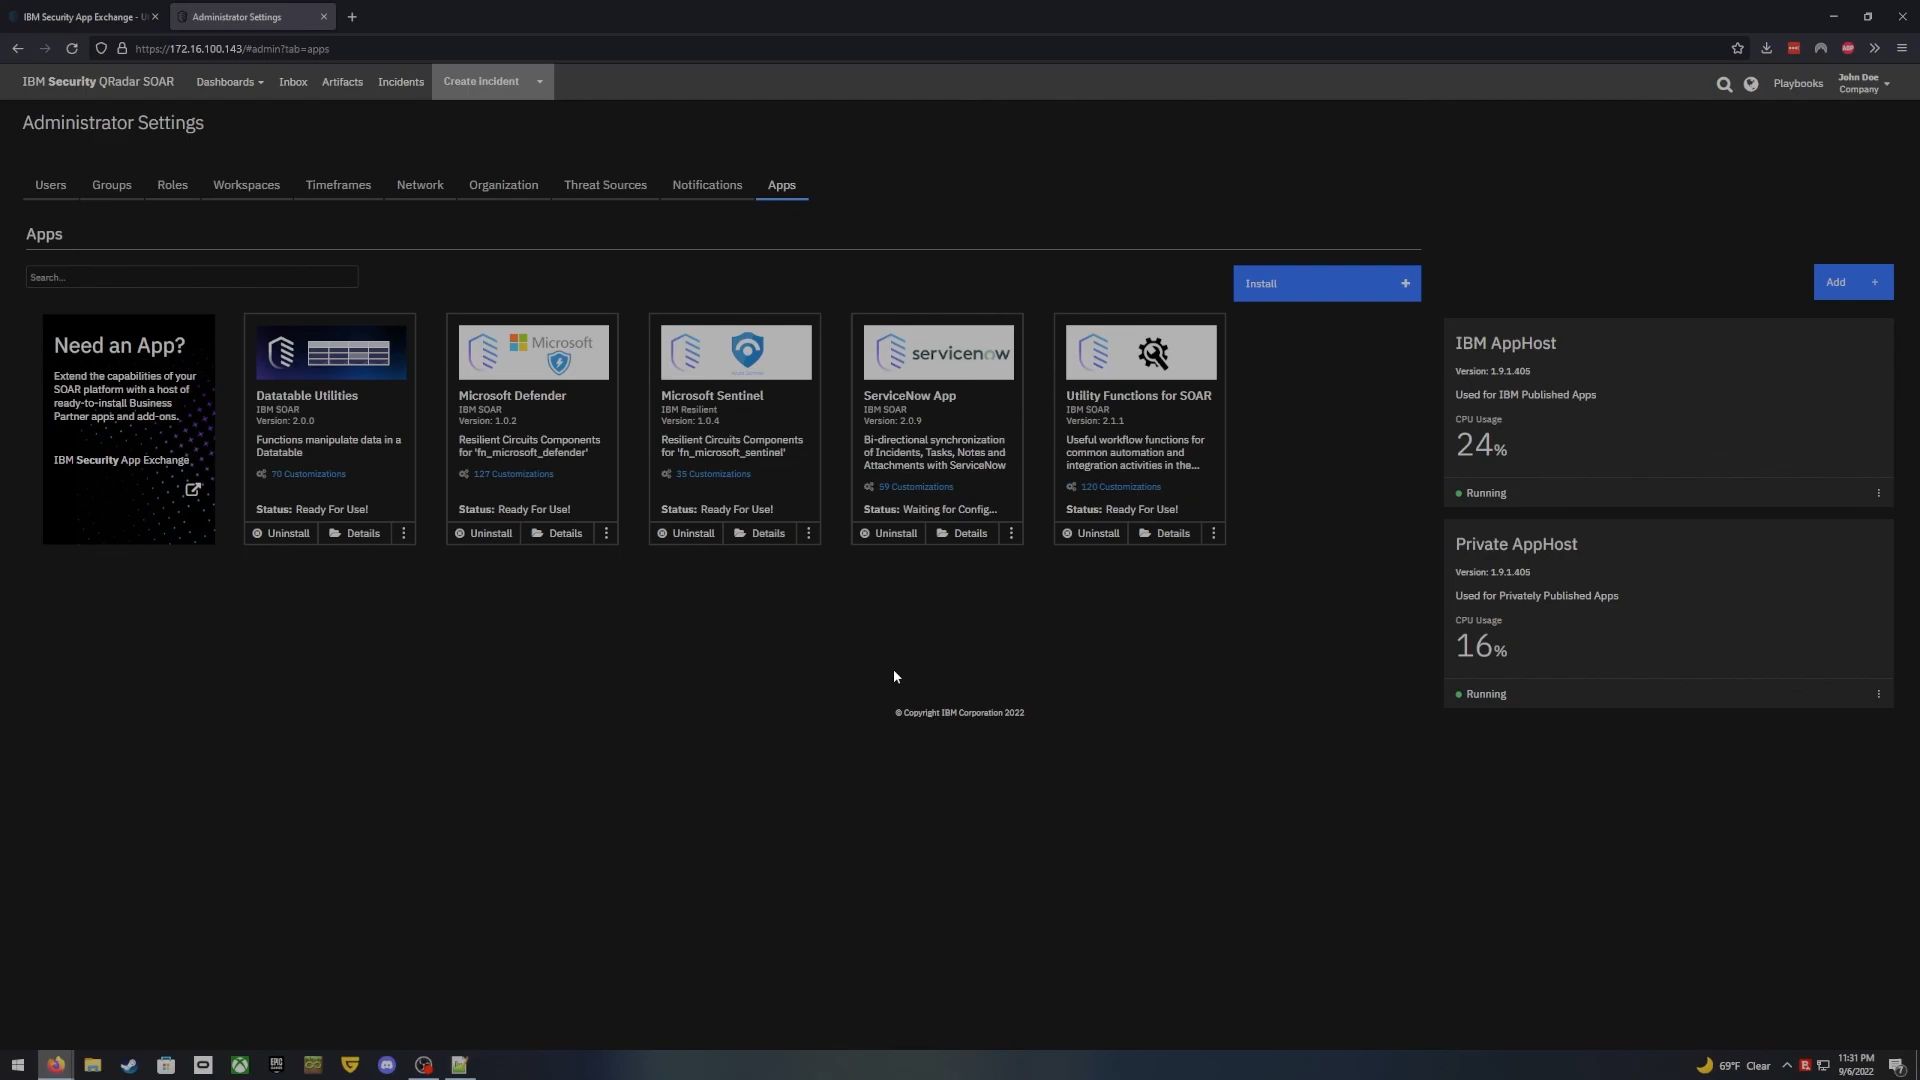 IBM Security App Exchange - U
Administrator Settings
https://172.16.100.143/#admin?tab=apps
IBM Security QRadar SOAR
Dashboards
Inbox
Artifacts
Incidents
Create Incident
Playbooks
John Doe
Company
Administrator Settings
Users
Groups
Roles
Workspaces
Timeframes
Network
Organization
Threat Sources
Notifications
Apps
Apps
Search...
Install
+
Add
+
Need an App?
Extend the capabilities of your
SOAR platform with a host of
ready-to-install Business
Partner apps and add-ons.
IBM Security App Exchange
Datatable Utilities
IBM SOAR
Version: 2.0.0
Functions manipulate data in a
Datatable
70 Customizations
Status: Ready For Use!
Uninstall
Details
Microsoft
Microsoft Defender
IBM SOAR
Version: 1.0.2
Resilient Circuits Components
for 'fn_microsoft_defender'
127 Customizations
Status: Ready For Use!
Uninstall
Details
Microsoft Sentinel
IBM Resilient
Version: 1.0.4
Resilient Circuits Components
for 'fn_microsoft_sentinel'
35 Customizations
Status: Ready For Use!
Uninstall
Details
servicenow
ServiceNow App
IBM SOAR
Version: 2.0.9
Bi-directional synchronization
of Incidents, Tasks, Notes and
Attachments with ServiceNow
59 Customizations
Status: Waiting for Config...
Uninstall
Details
Utility Functions for SOAR
IBM SOAR
Version: 2.1.1
Useful workflow functions for
common automation and
integration activities in the...
120 Customizations
Status: Ready For Use!
Uninstall
Details
IBM AppHost
Version: 1.9.1.405
Used for IBM Published Apps
CPU Usage
24%
Running
Private AppHost
Version: 1.9.1.405
Used for Privately Published Apps
CPU Usage
16%
Running
© Copyright IBM Corporation 2022
69°F Clear
11:31 PM
9/6/2022